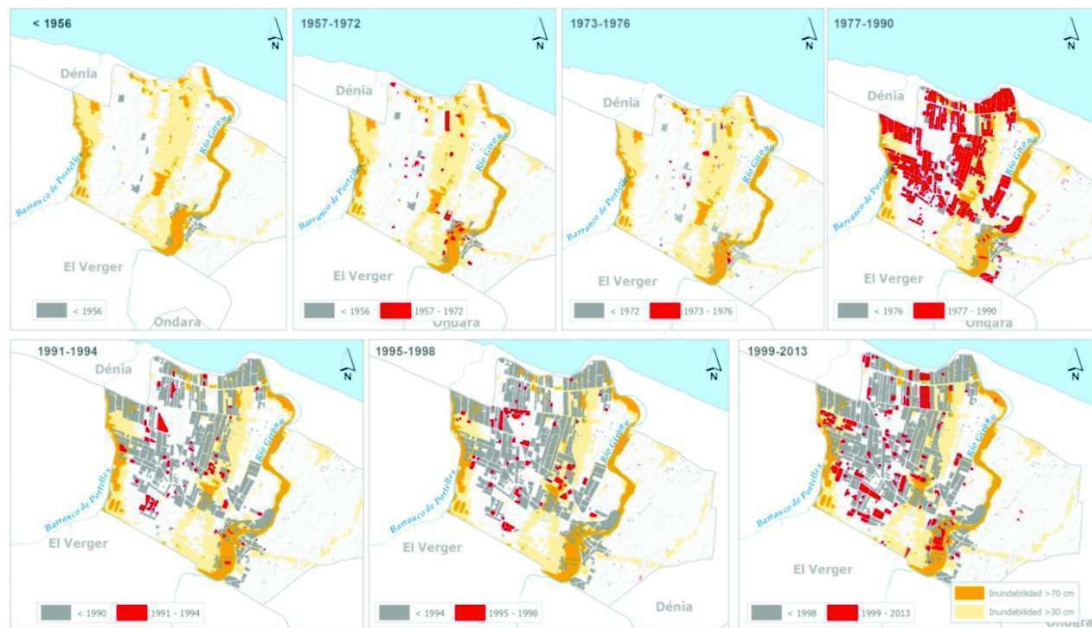 < 1956
N
Dénia
Río Girona
Barranco de Portelles
El Verger
Ondara
< 1956
1957-1972
N
Dénia
Río Girona
Barranco de Portelles
El Verger
Ondara
< 1956
1957 - 1972
1973-1976
N
Dénia
Río Girona
Barranco de Portelles
El Verger
Ondara
< 1972
1973 - 1976
1977-1990
N
Dénia
Río Girona
Barranco de Portelles
El Verger
Ondara
< 1976
1977 - 1990
1991-1994
N
Dénia
Río Girona
Barranco de Portelles
El Verger
< 1990
1991 - 1994
1995-1998
N
Río Girona
Barranco de Portelles
El Verger
Dénia
< 1994
1995 - 1998
1999-2013
N
Río Girona
Barranco de Portelles
El Verger
< 1998
1999 - 2013
Inundabilidad >70 cm
Inundabilidad >30 cm
Ondara